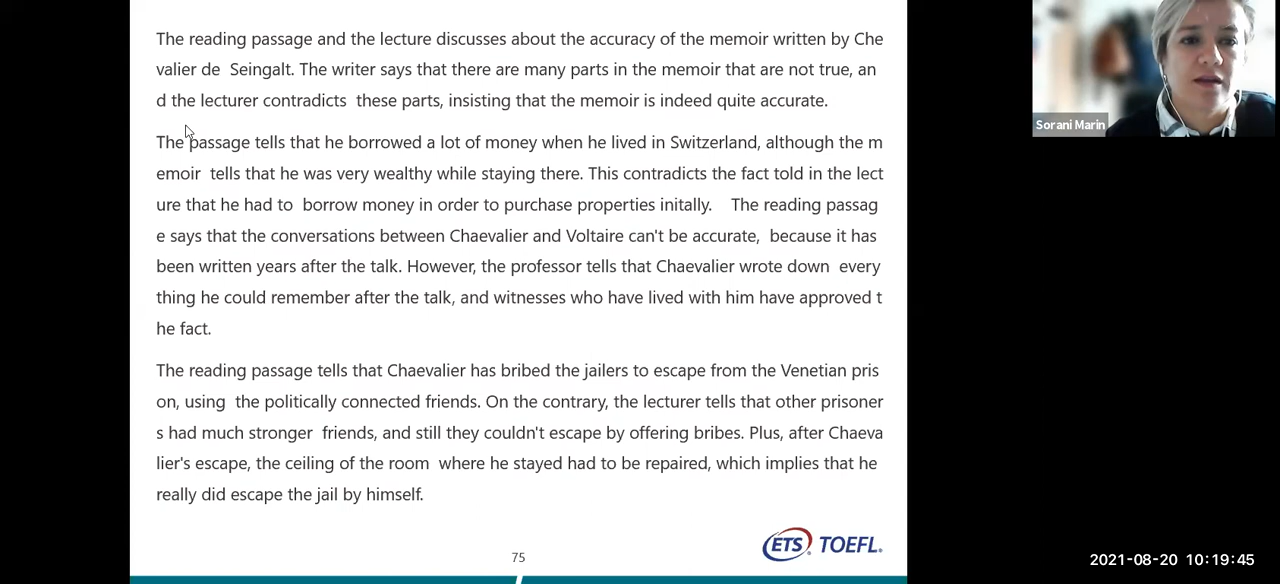 The reading passage and the lecture discusses about the accuracy of the memoir written by Che
valier de Seingalt. The writer says that there are many parts in the memoir that are not true, an
d the lecturer contradicts these parts, insisting that the memoir is indeed quite accurate.
The passage tells that he borrowed a lot of money when he lived in Switzerland, although the m
emoir tells that he was very wealthy while staying there. This contradicts the fact told in the lect
ure that he had to borrow money in order to purchase properties initally. The reading passag
e says that the conversations between Chaevalier and Voltaire can't be accurate, because it has
been written years after the talk. However, the professor tells that Chaevalier wrote down every
thing he could remember after the talk, and witnesses who have lived with him have approved t
he fact.
The reading passage tells that Chaevalier has bribed the jailers to escape from the Venetian pris
on, using the politically connected friends. On the contrary, the lecturer tells that other prisoner
s had much stronger friends, and still they couldn't escape by offering bribes. Plus, after Chaeva
lier's escape, the ceiling of the room where he stayed had to be repaired, which implies that he
really did escape the jail by himself.
75
ETS TOEFL.
Sorani Marin
2021-08-20 10:19:45